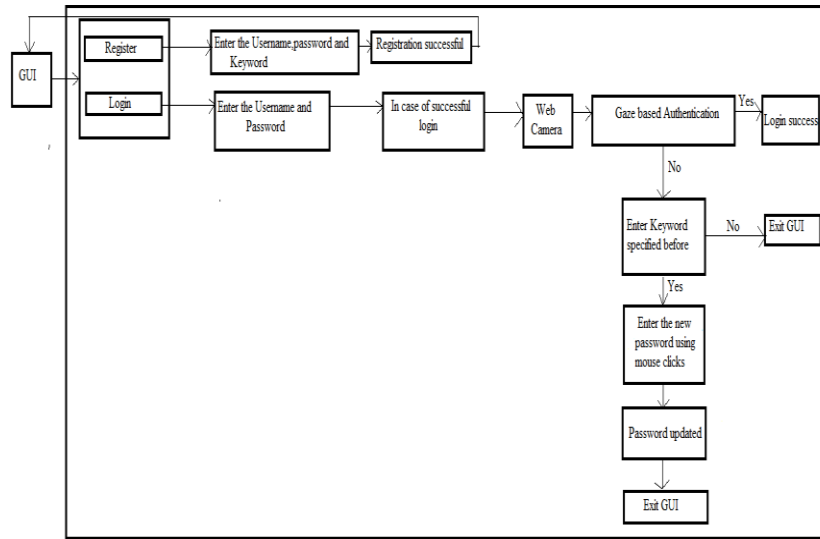 GUI
Register
Enter the Username,password and
Keyword
Registration successful
Login
Enter the Username and
Password
In case of successful
login
Web
Camera
Gaze based Authentication
Yes
Login success
No
Enter Keyword
specified before
No
Exit GUI
Yes
Enter the new
password using
mouse clicks
Password updated
Exit GUI